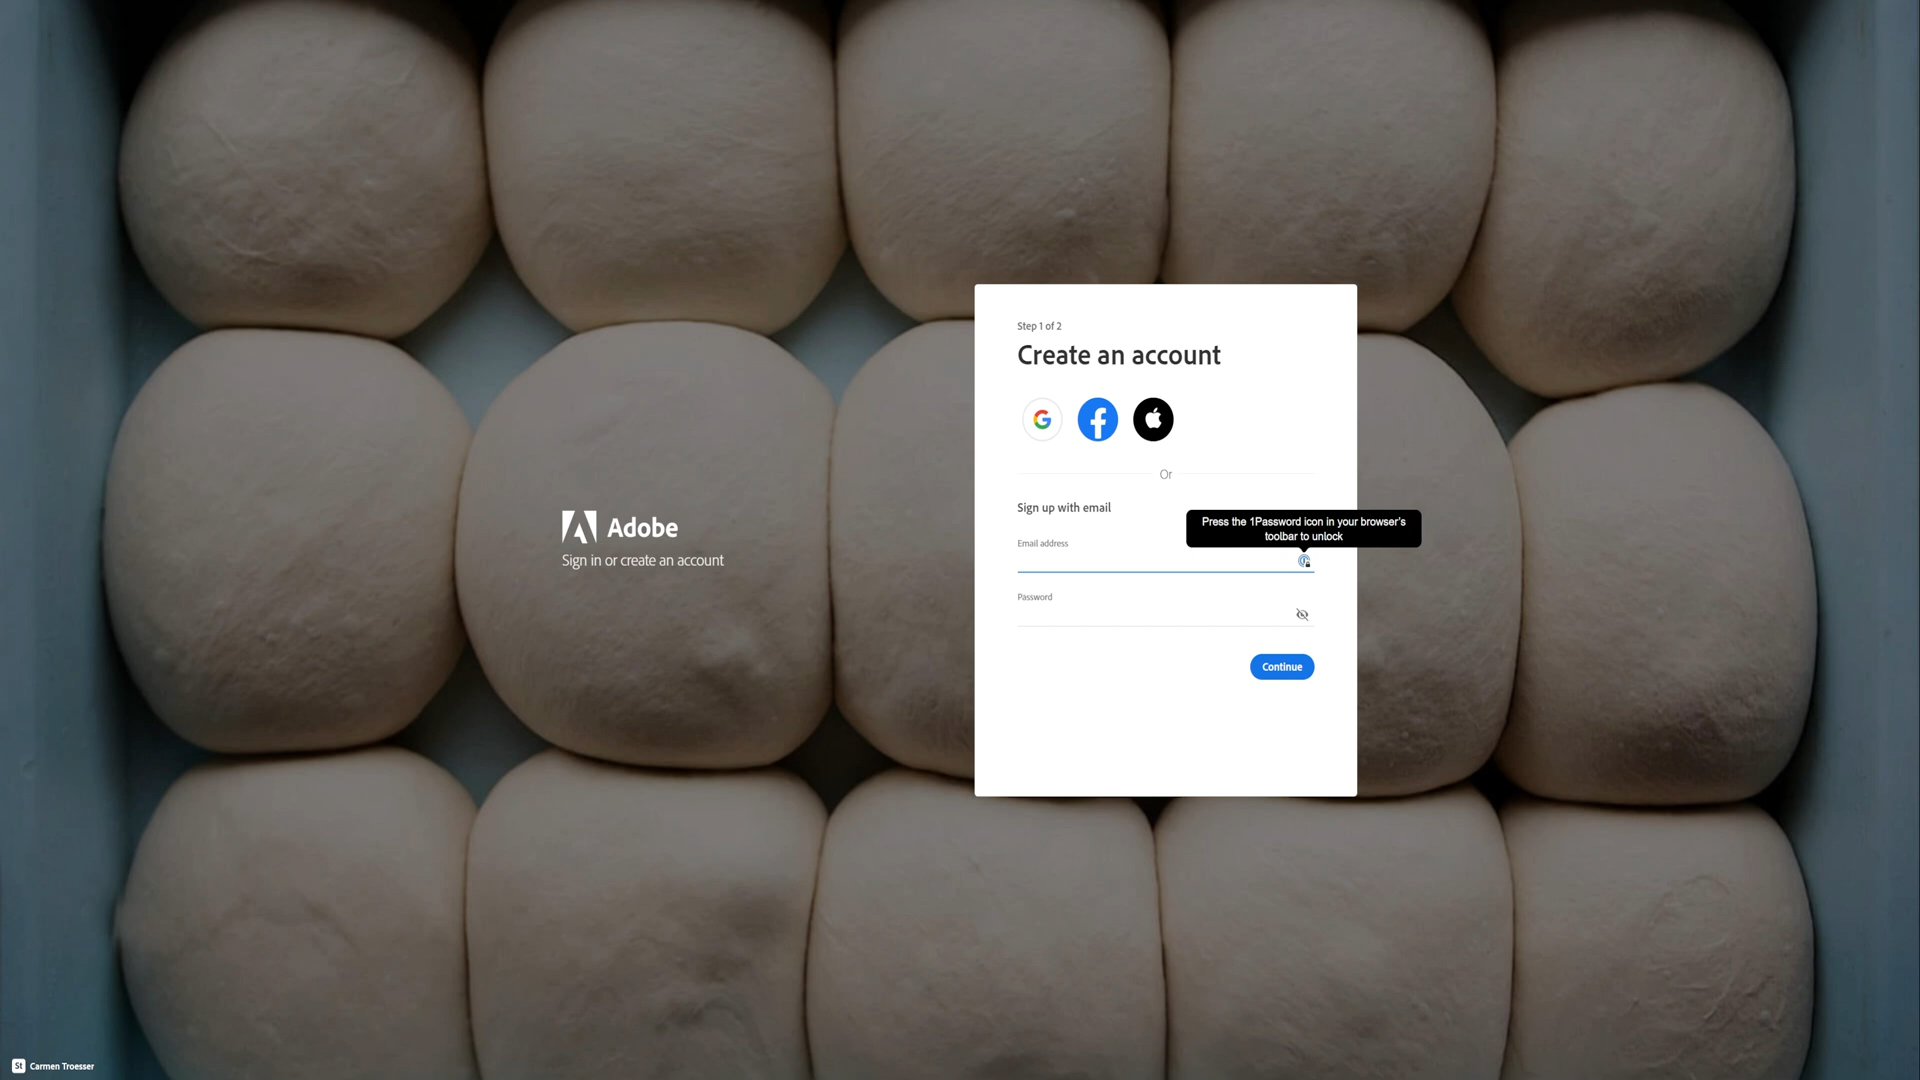 Step 1 of 2
Create an account
Or
Sign up with email
Press the 1Password icon in your browser's
toolbar to unlock
Email address
Password
Continue
Adobe
Sign in or create an account
St Carmen Troesser